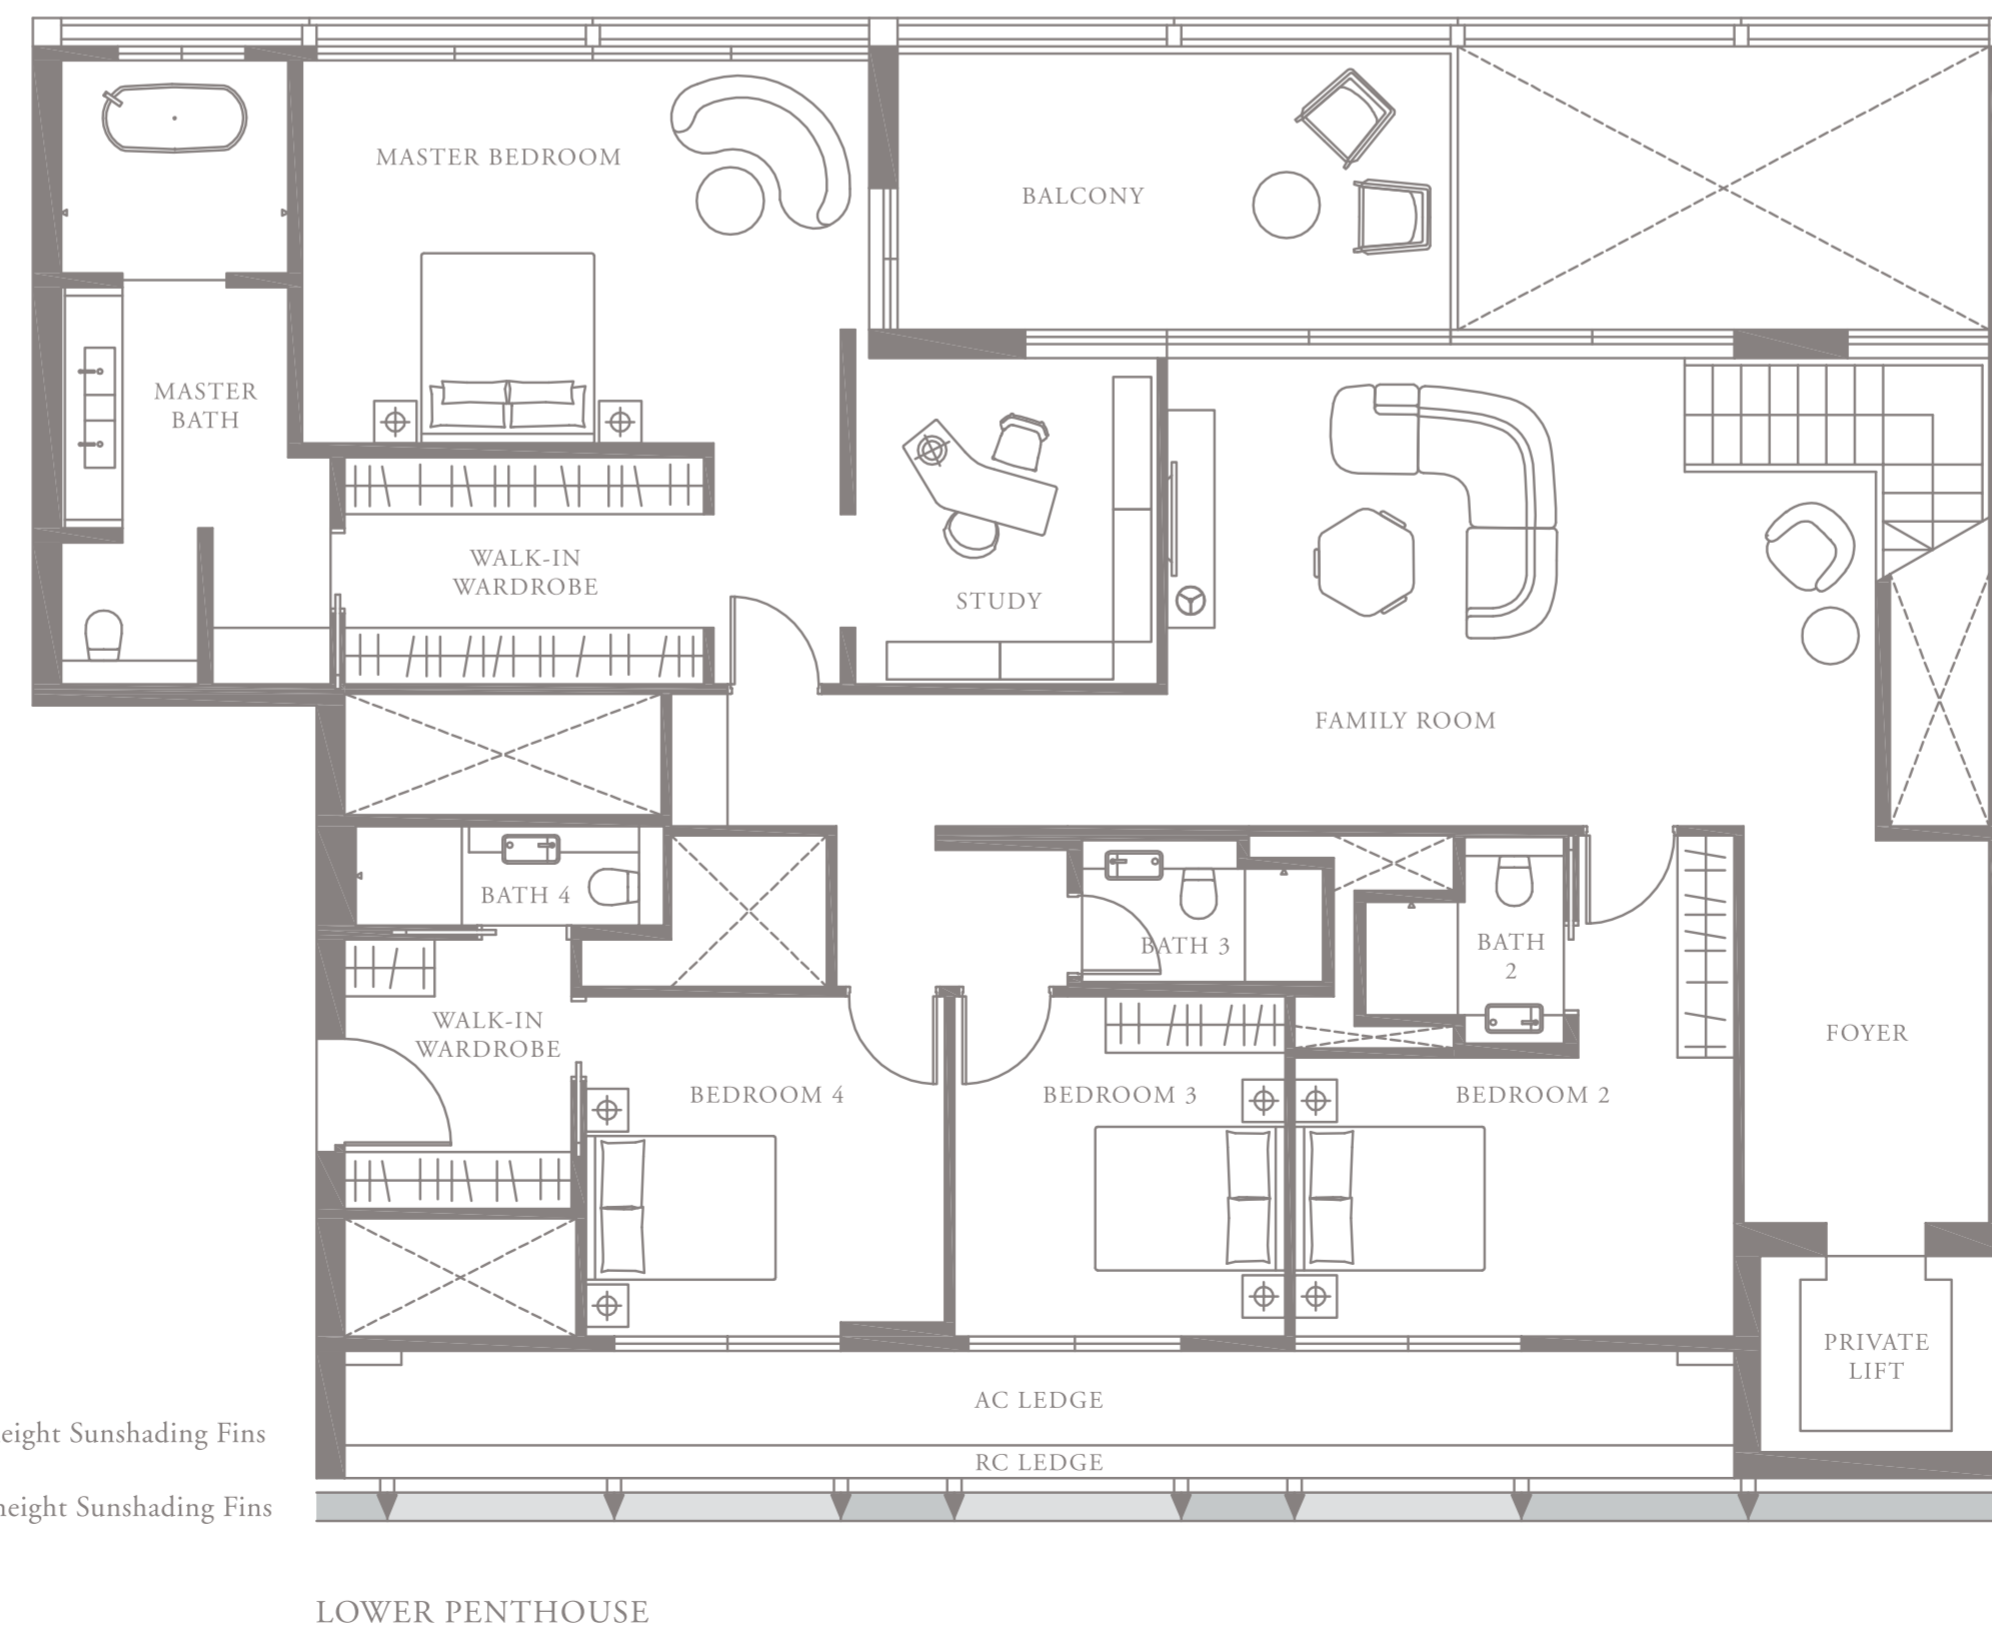 MASTER BEDROOM
BALCONY
MASTER
BATH
WALK-IN
WARDROBE
STUDY
FAMILY ROOM
BATH 4
BATH 3
BATH
2
WALK-IN
WARDROBE
FOYER
BEDROOM 4
BEDROOM 3
BEDROOM 2
PRIVATE
LIFT
AC LEDGE
eight Sunshading Fins
RC LEDGE
height Sunshading Fins
LOWER PENTHOUSE